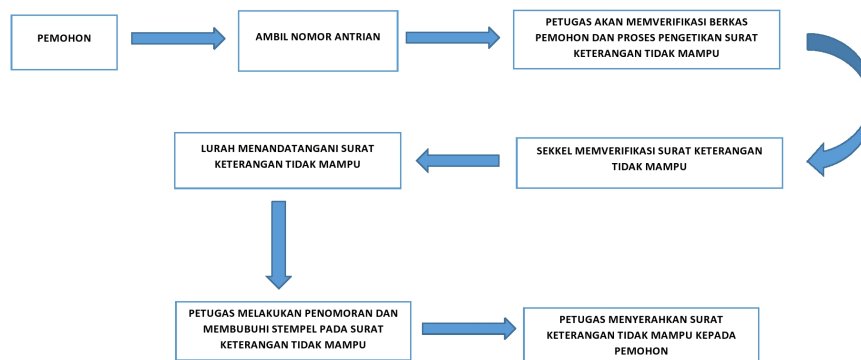 PEMOHON
AMBIL NOMOR ANTRIAN
PETUGAS AKAN MEMVERIFIKASI BERKAS
PEMOHON DAN PROSES PENGETIKAN SURAT
KETERANGAN TIDAK MAMPU
SEKKEL MEMVERIFIKASI SURAT KETERANGAN
TIDAK MAMPU
LURAH MENANDATANGANI SURAT
KETERANGAN TIDAK MAMPU
PETUGAS MELAKUKAN PENOMORAN DAN
MEMBUBUHI STEMPEL PADA SURAT
KETERANGAN TIDAK MAMPU
PETUGAS MENYERAHKAN SURAT
KETERANGAN TIDAK MAMPU KEPADA
PEMOHON